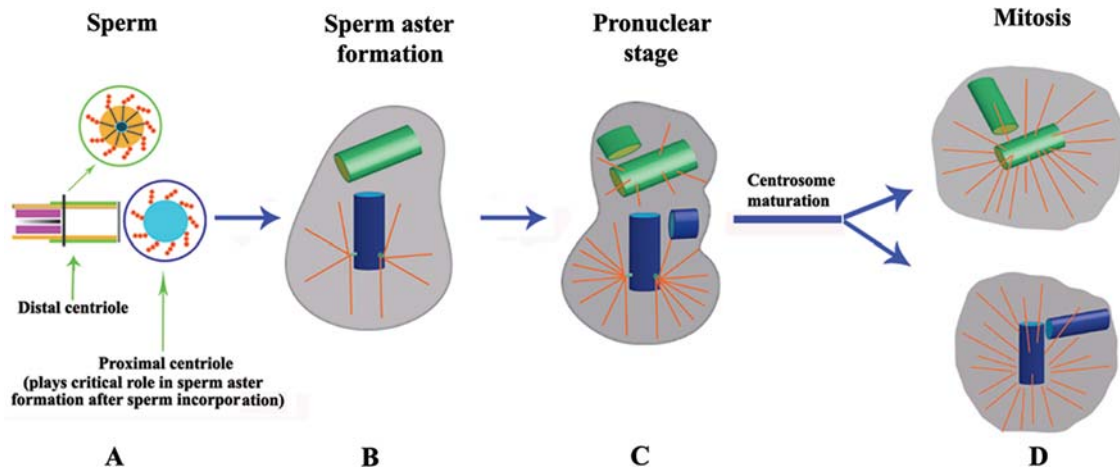 Sperm
Sperm aster
formation
Pronuclear
stage
Mitosis
Centrosome
maturation
Distal centriole
Proximal centriole
(plays critical role in sperm aster
formation after sperm incorporation)
A
B
C
D